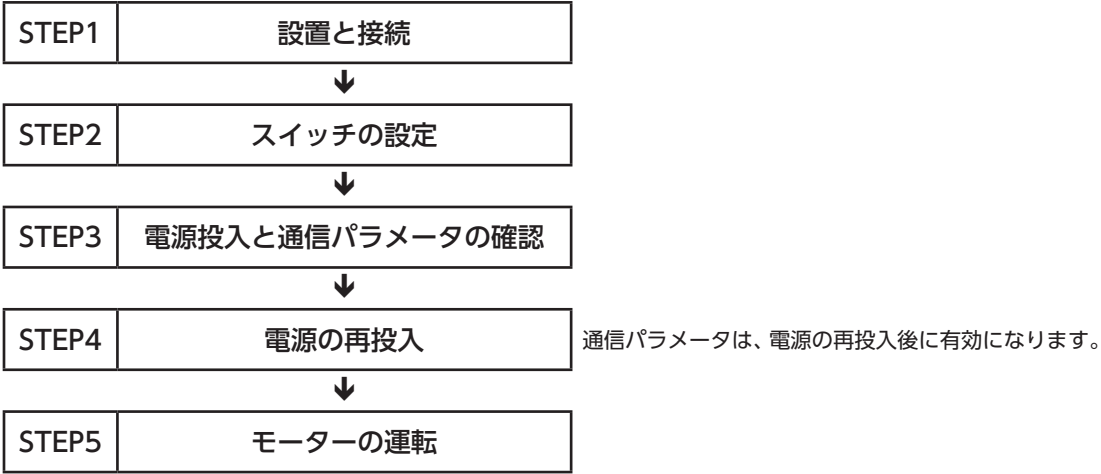 STEP1 設置と接続
STEP2 スイッチの設定
STEP3 電源投入と通信パラメータの確認
STEP4 電源の再投入 通信パラメータは、電源の再投入後に有効になります。
STEP5 モーターの運転